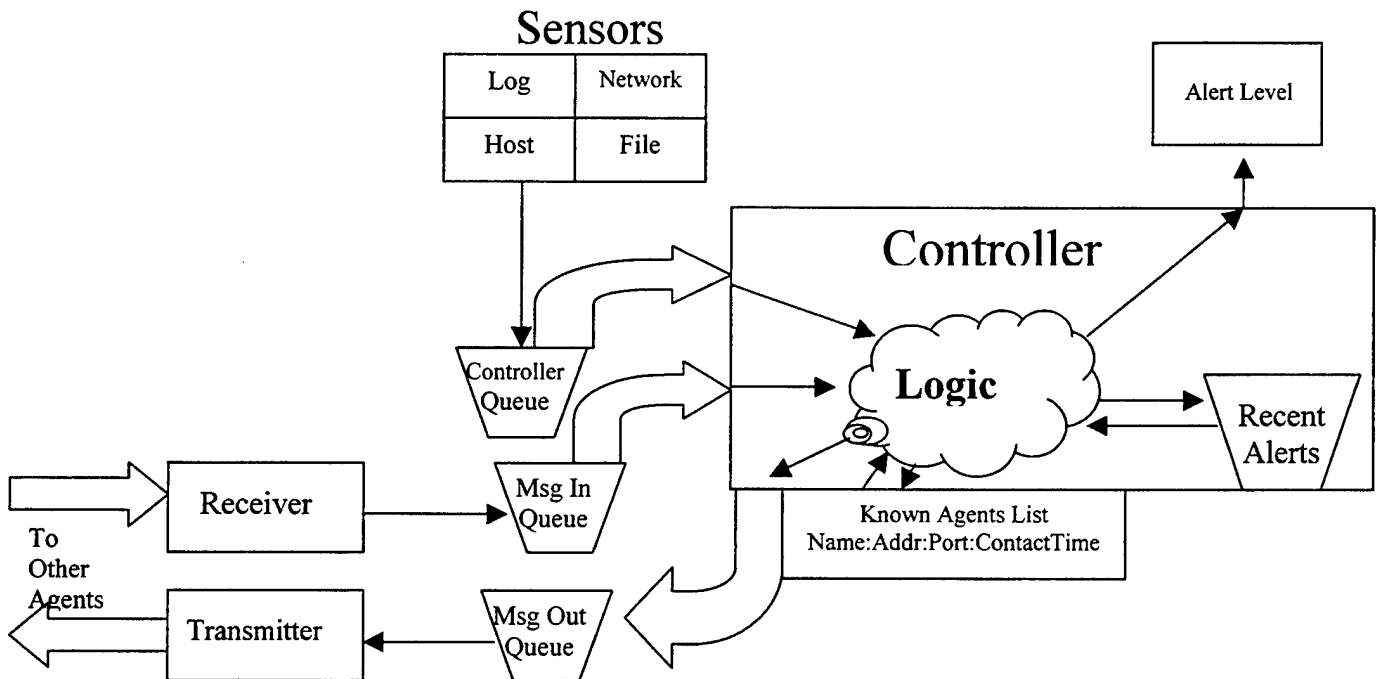 Sensors
Log
Network
Host
File
Alert Level
Controller
Controller
Queue
Logic
Recent
Alerts
Receiver
Msg In
Queue
Known Agents List
Name:Addr:Port:ContactTime
To
Other
Agents
Transmitter
Msg Out
Queue